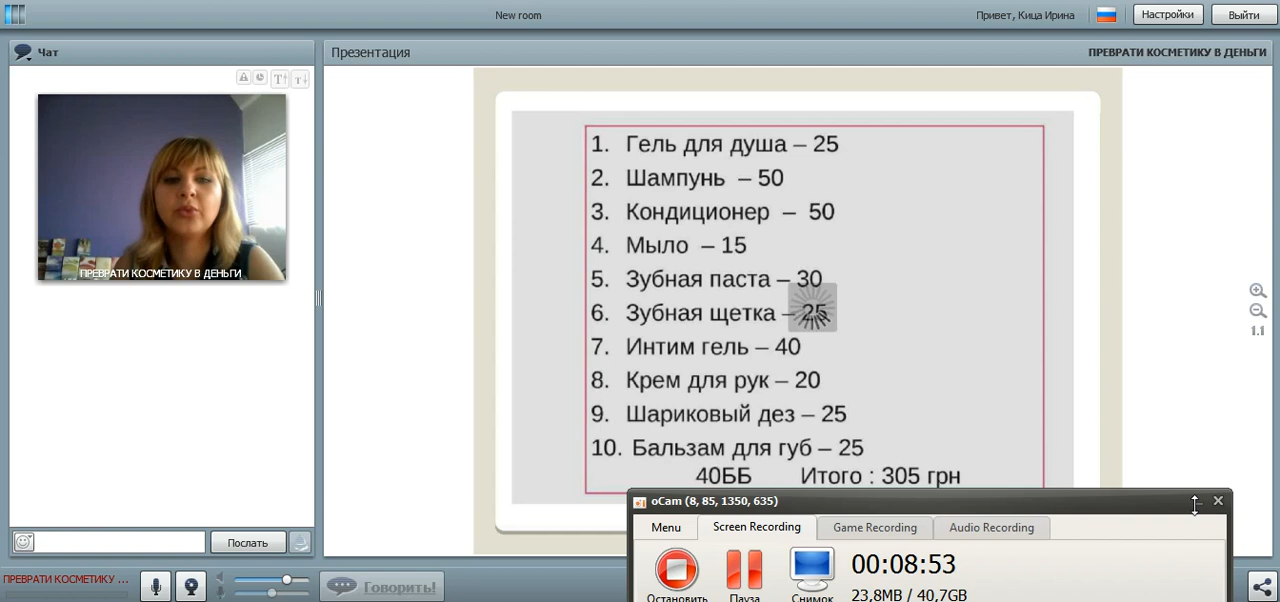 New room
Привет, Кица Ирина
Настройки
Выйти
Чат
Презентация
ПРЕВРАТИ КОСМЕТИКУ В ДЕНЬГИ
T↑
T↓
ПРЕВРАТИ КОСМЕТИКУ В ДЕНЬГИ
1. Гель для душа – 25
2. Шампунь – 50
3. Кондиционер – 50
4. Мыло – 15
5. Зубная паста – 30
6. Зубная щетка – 25
7. Интим гель – 40
8. Крем для рук – 20
9. Шариковый дез – 25
10. Бальзам для губ – 25
40ББ Итого : 305 грн
1.1
oCam (8, 85, 1350, 635)
Menu
Screen Recording
Game Recording
Audio Recording
00:08:53
23,8MB / 40,7GB
Остановить
Пауза
Снимок
Послать
ПРЕВРАТИ КОСМЕТИКУ ...
Говорить!